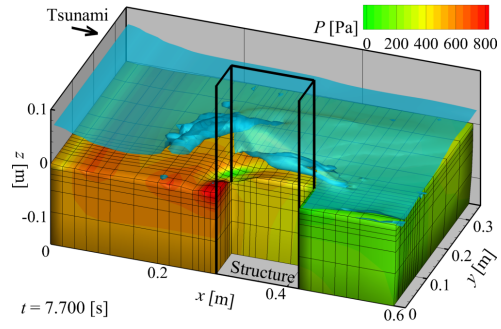 Tsunami
P [Pa]
0 200 400 600 800
0.1
0
-0.1
z [m]
0
0.2
0.4
0.6
x [m]
Structure
0
0.1
0.2
0.3
y [m]
t = 7.700 [s]